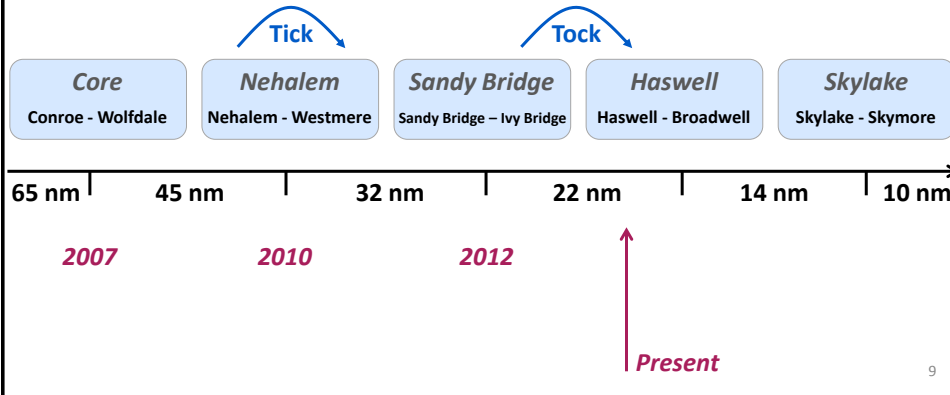 Tick
Tock
Core
Conroe - Wolfdale
Nehalem
Nehalem - Westmere
Sandy Bridge
Sandy Bridge – Ivy Bridge
Haswell
Haswell - Broadwell
Skylake
Skylake - Skymore
65 nm
45 nm
32 nm
22 nm
14 nm
10 nm
2007
2010
2012
Present
9